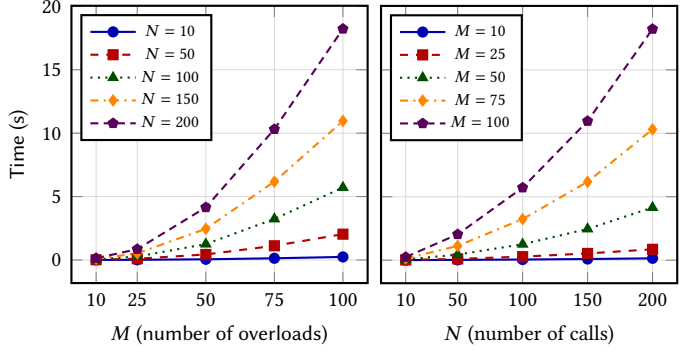 20
15
10
5
0
Time (s)
N = 10
N = 50
N = 100
N = 150
N = 200
10 25 50 75 100
M (number of overloads)
M = 10
M = 25
M = 50
M = 75
M = 100
10 50 100 150 200
N (number of calls)